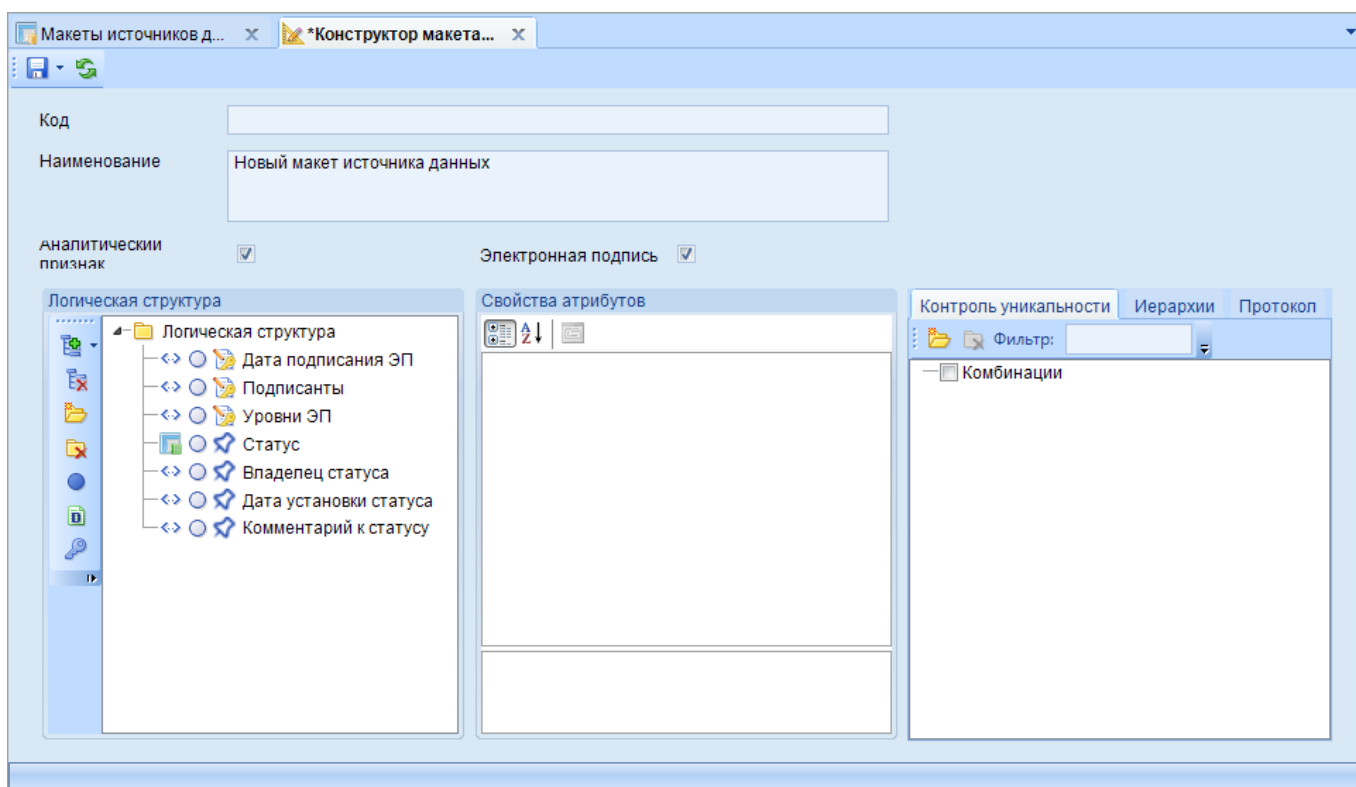 Макеты источников д...
*Конструктор макета...
Код
Наименование
Новый макет источника данных
Аналитический
признак
Электронная подпись
Логическая структура
Логическая структура
Дата подписания ЭП
Подписанты
Уровни ЭП
Статус
Владелец статуса
Дата установки статуса
Комментарий к статусу
Свойства атрибутов
Контроль уникальности
Иерархии
Протокол
Фильтр:
Комбинации